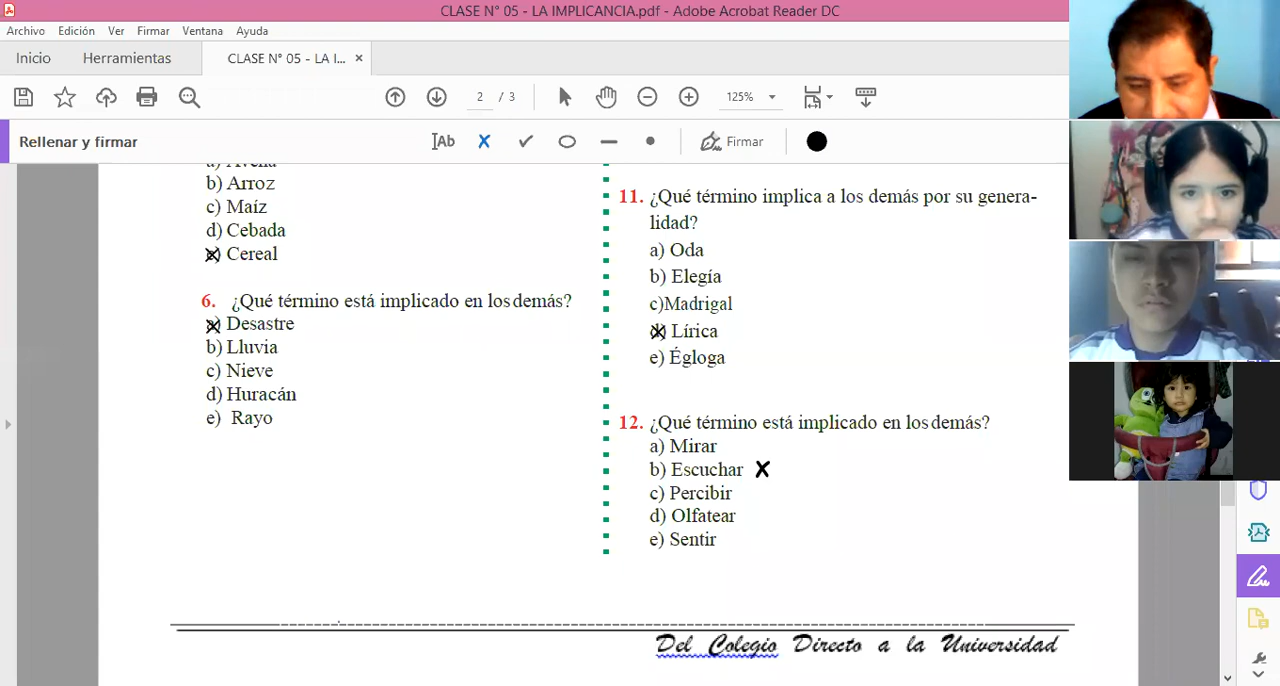 CLASE N° 05 - LA IMPLICANCIA.pdf - Adobe Acrobat Reader DC
Archivo Edición Ver Firmar Ventana Ayuda
Inicio Herramientas CLASE N° 05 - LA I... ×
2 / 3 125%
Rellenar y firmar Ab Firmar
a) Avena
b) Arroz
c) Maíz
d) Cebada
Cereal
6. ¿Qué término está implicado en los demás?
a) Desastre
b) Lluvia
c) Nieve
d) Huracán
e) Rayo
11. ¿Qué término implica a los demás por su genera-
lidad?
a) Oda
b) Elegía
c)Madrigal
Lírica
e) Égloga
12. ¿Qué término está implicado en los demás?
a) Mirar
b) Escuchar X
c) Percibir
d) Olfatear
e) Sentir
Del Colegio Directo a la Universidad